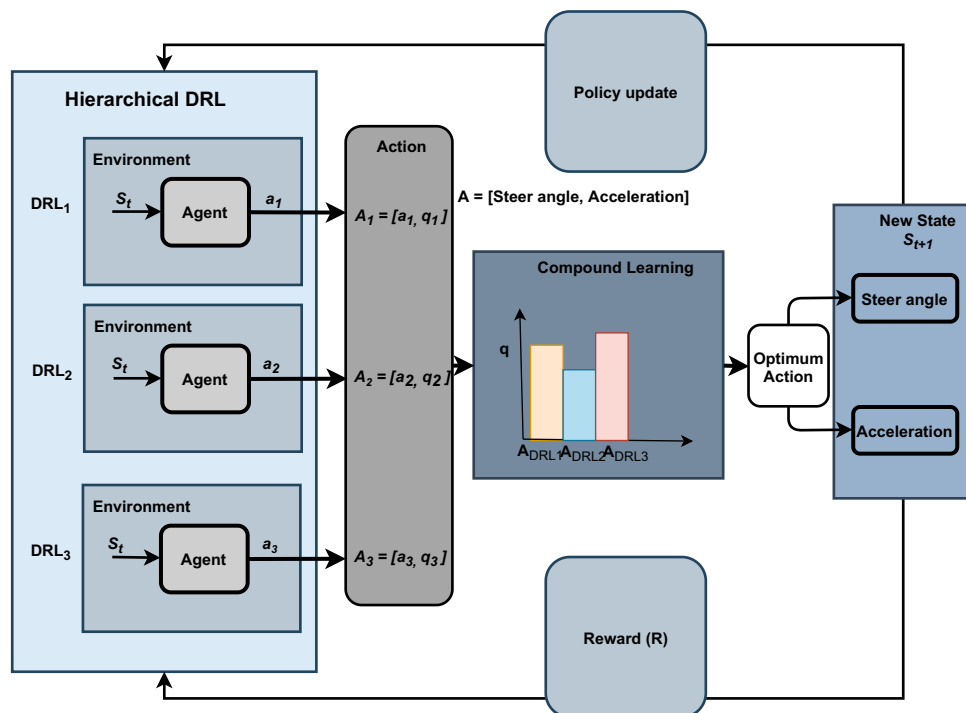 Policy update
Hierarchical DRL
DRL1
Environment
St
Agent
a1
DRL2
Environment
St
Agent
a2
DRL3
Environment
St
Agent
a3
Action
A1 = [a1, q1 ]
A2 = [a2, q2 ]
A3 = [a3, q3 ]
A = [Steer angle, Acceleration]
Compound Learning
q
ADRL1 ADRL2 ADRL3
Optimum
Action
New State
St+1
Steer angle
Acceleration
Reward (R)